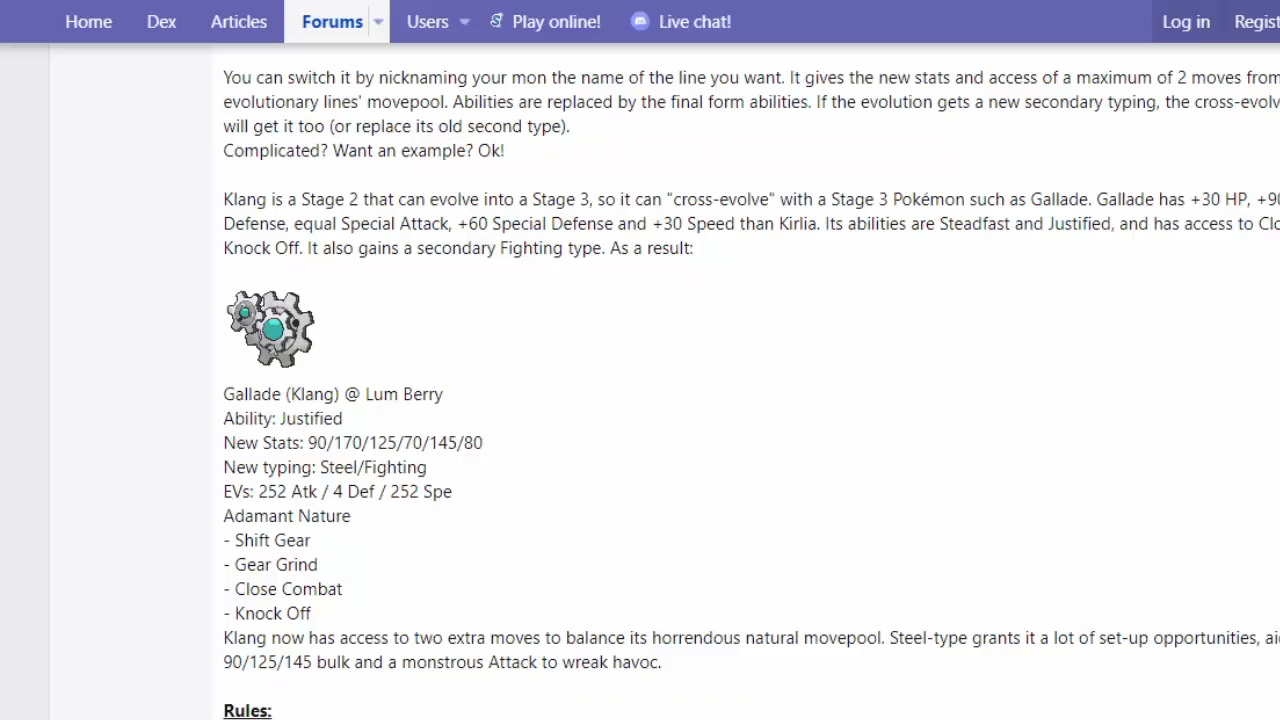 Home Dex Articles Forums Users Play online! Live chat! Log in
You can switch it by nicknaming your mon the name of the line you want. It gives the new stats and access of a maximum of 2 moves from
evolutionary lines' movepool. Abilities are replaced by the final form abilities. If the evolution gets a new secondary typing, the
will get it too (or replace its old second type).
Complicated? Want an example? Ok!
Klang is a Stage 2 that can evolve into a Stage 3, so it can "cross-evolve" with a Stage 3 Pokémon such as Gallade. Gallade has +30 HP,
Defense, equal Special Attack, +60 Special Defense and +30 Speed than Kirlia. Its abilities are Steadfast and Justified, and has access to
Knock Off. It also gains a secondary Fighting type. As a result:
Gallade (Klang) @ Lum Berry
Ability: Justified
New Stats: 90/170/125/70/145/80
New typing: Steel/Fighting
EVs: 252 Atk / 4 Def / 252 Spe
Adamant Nature
- Shift Gear
- Gear Grind
- Close Combat
- Knock Off
Klang now has access to two extra moves to balance its horrendous natural movepool. Steel-type grants it a lot of set-up opportunities,
90/125/145 bulk and a monstrous Attack to wreak havoc.
Rules: